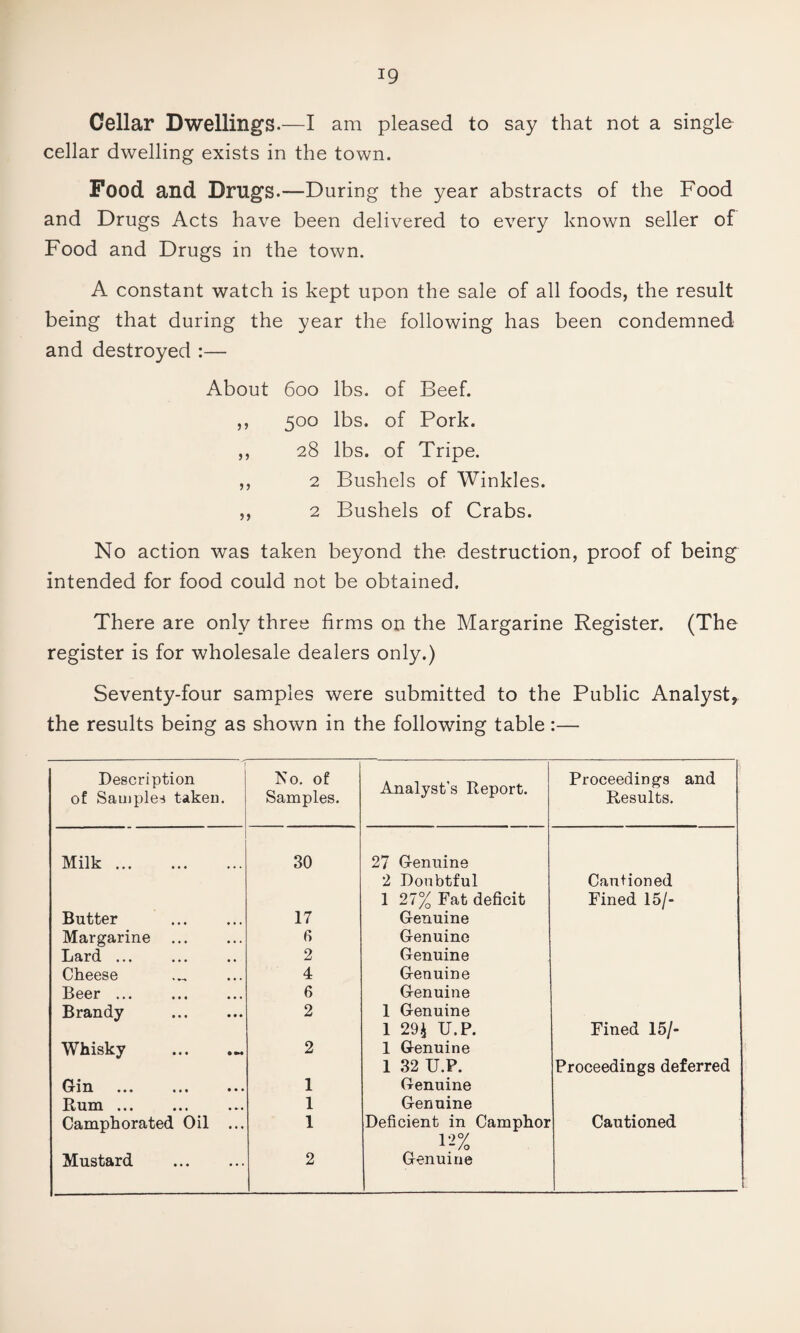 19
Cellar Dwellings.—I am pleased to say that not a single
cellar dwelling exists in the town.
Food and Drugs.—During the year abstracts of the Food
and Drugs Acts have been delivered to every known seller of
Food and Drugs in the town.
A constant watch is kept upon the sale of all foods, the result
being that during the year the following has been condemned
and destroyed :—
About 600 lbs. of Beef.
,, 500 lbs. of Pork.
,, 28 lbs. of Tripe.
,, 2 Bushels of Winkles.
,, 2 Bushels of Crabs.
No action was taken beyond the destruction, proof of being
intended for food could not be obtained.
There are only three firms on the Margarine Register. (The
register is for wholesale dealers only.)
Seventy-four samples were submitted to the Public Analyst,
the results being as shown in the following table :—
Description of Samples taken. No. of Samples. Analyst's Report. Proceedings and Results.
Milk ... ... ... 30 27 Genuine
2 Doubtful Cautioned
1 27% Fat deficit Fined 15/-
Butter ... ... 17 Genuine
Margarine ... ... 6 Genuine
Lard ... ... .. 2 Genuine
Cheese ... ... 4 Genuine
Beer ... ... ... 6 Genuine
Brandy ... ... 2 1 Genuine
1 29½ U.P. Fined 15/-
Whisky ... ... 2 1 Genuine
1 32 U.P. Proceedings deferred
Gin ... ... ... 1 Genuine
Rum ... ... ... 1 Genuine
Camphorated Oil ... 1 Deficient in Camphor Cautioned
12%
Mustard ... ... 2 Genuine